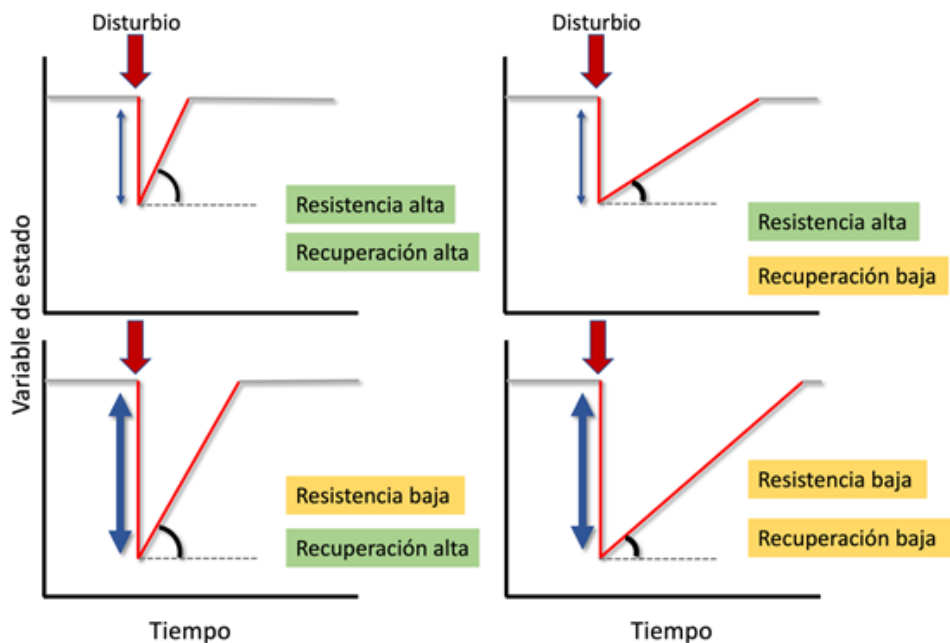 Disturbio
Disturbio
Variable de estado
Resistencia alta
Recuperación alta
Resistencia alta
Recuperación baja
Resistencia baja
Recuperación alta
Resistencia baja
Recuperación baja
Tiempo
Tiempo